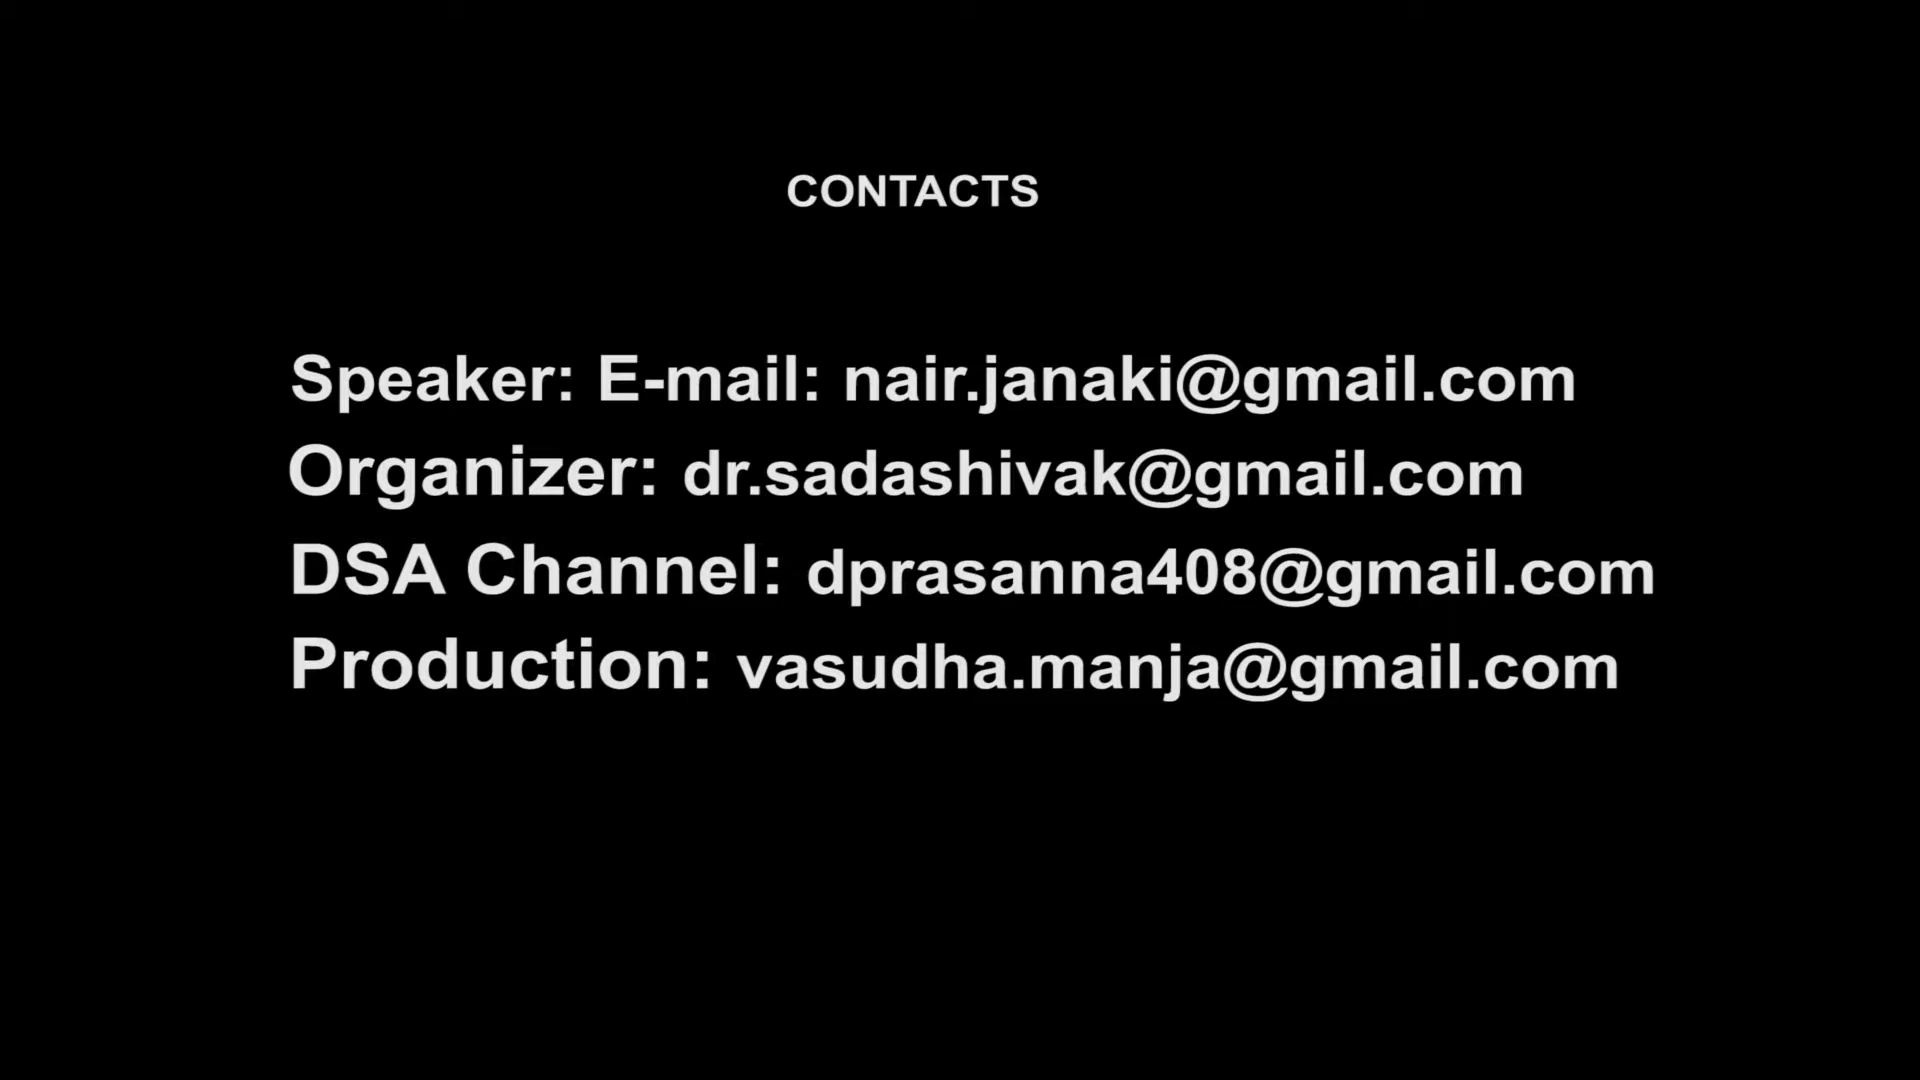 CONTACTS
Speaker: E-mail: nair.janaki@gmail.com
Organizer: dr.sadashivak@gmail.com
DSA Channel: dprasanna408@gmail.com
Production: vasudha.manja@gmail.com